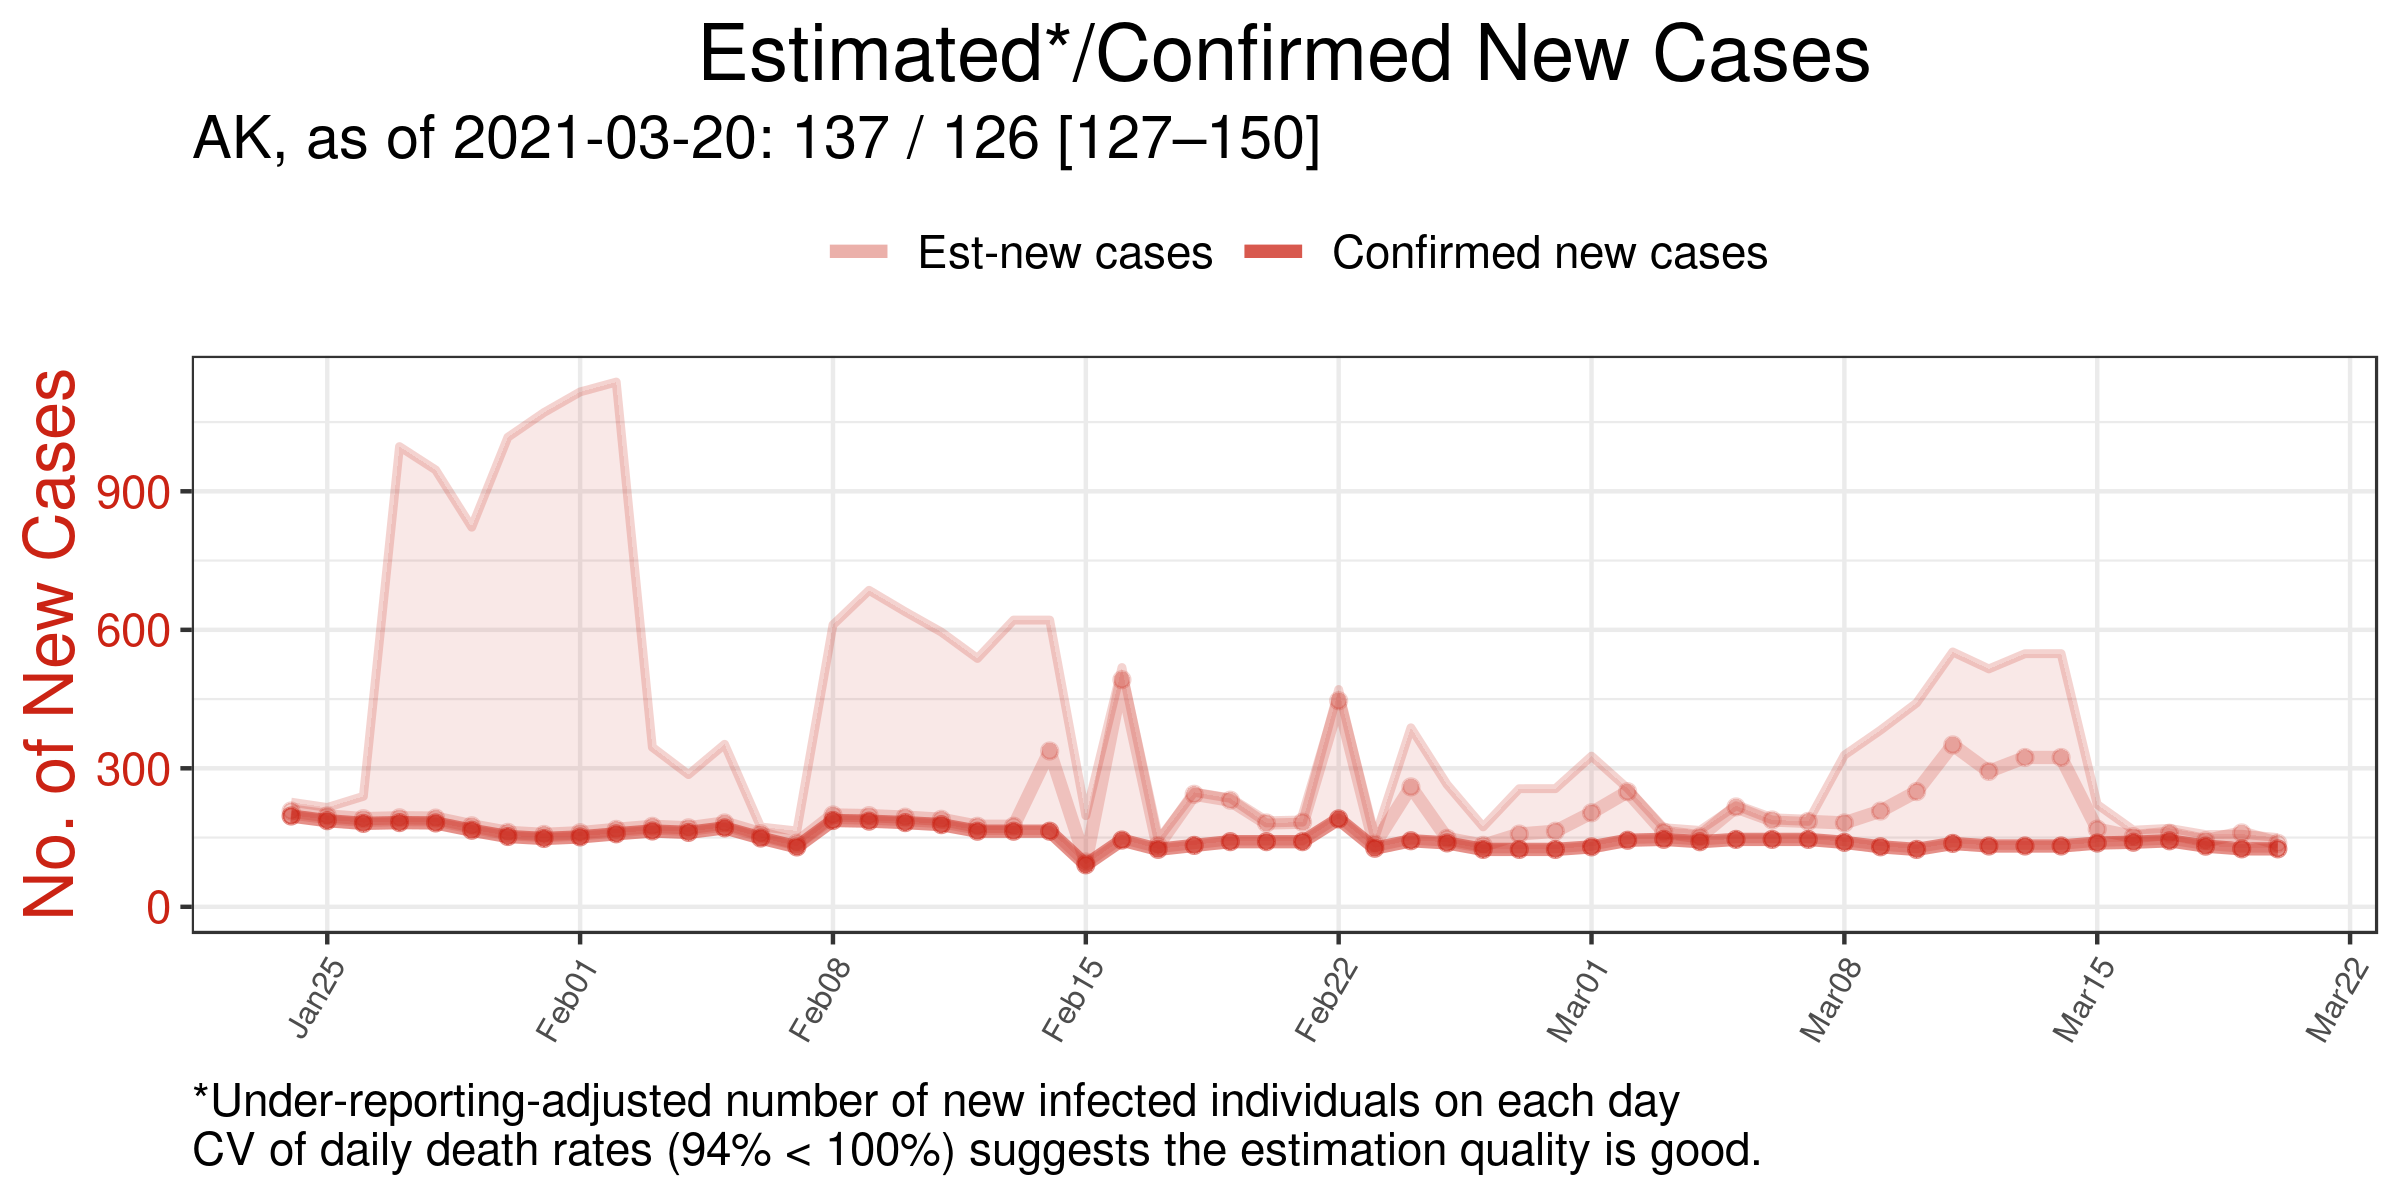 Estimated*/Confirmed New Cases
AK, as of 2021-03-20: 137 / 126 [127–150]
Est-new cases Confirmed new cases
No. of New Cases
900
600
300
0
Jan25 Feb01 Feb08 Feb15 Feb22 Mar01 Mar08 Mar15 Mar22
*Under-reporting-adjusted number of new infected individuals on each day
CV of daily death rates (94% < 100%) suggests the estimation quality is good.